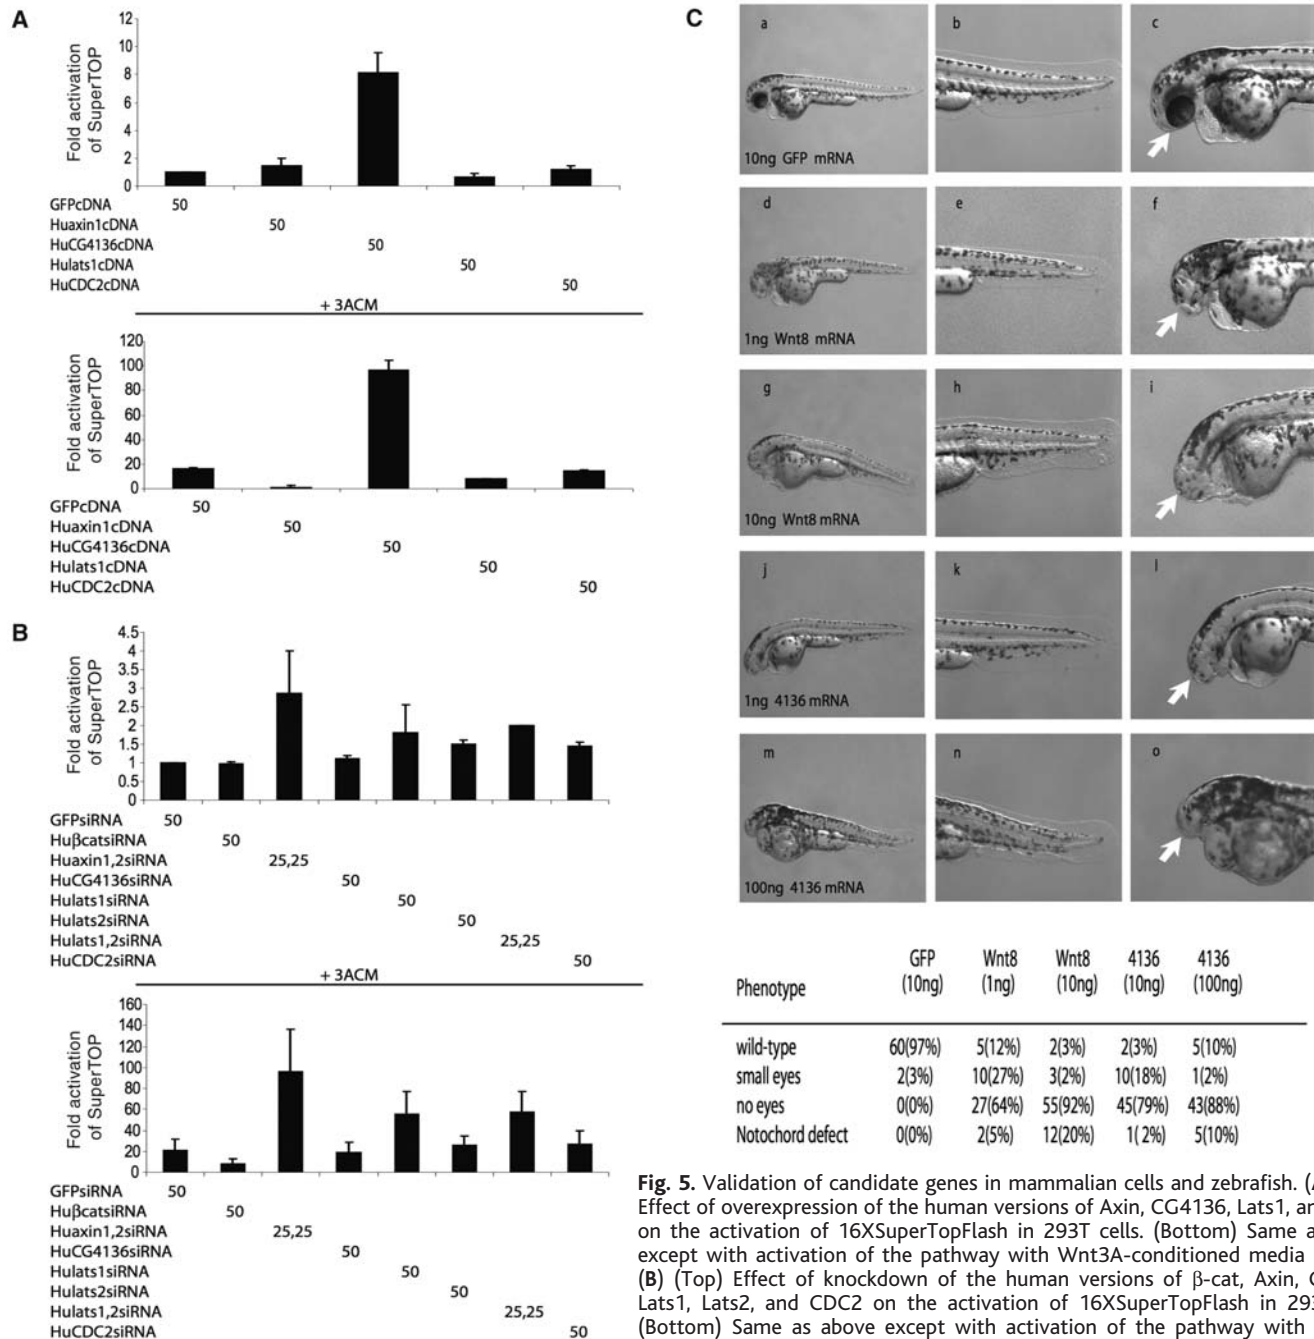 A
Fold activation
of SuperTOP
12
10
8
6
4
2
0
GFPcDNA 50
Huaxin1cDNA 50
HuCG4136cDNA 50
Hulats1cDNA 50
HuCDC2cDNA 50
+ 3ACM
Fold activation
of SuperTOP
120
100
80
60
40
20
0
GFPcDNA 50
Huaxin1cDNA 50
HuCG4136cDNA 50
Hulats1cDNA 50
HuCDC2cDNA 50
B
Fold activation
of SuperTOP
4.5
4
3.5
3
2.5
2
1.5
1
0.5
0
GFPsiRNA 50
HuβcatsiRNA 50
Huaxin1,2siRNA 25,25
HuCG4136siRNA 50
Hulats1siRNA 50
Hulats2siRNA 50
Hulats1,2siRNA 25,25
HuCDC2siRNA 50
+ 3ACM
Fold activation
of SuperTOP
160
140
120
100
80
60
40
20
0
GFPsiRNA 50
HuβcatsiRNA 50
Huaxin1,2siRNA 25,25
HuCG4136siRNA 50
Hulats1siRNA 50
Hulats2siRNA 50
Hulats1,2siRNA 25,25
HuCDC2siRNA 50
C
a b c
10ng GFP mRNA
d e f
1ng Wnt8 mRNA
g h i
10ng Wnt8 mRNA
j k l
1ng 4136 mRNA
m n o
100ng 4136 mRNA
GFP Wnt8 Wnt8 4136 4136
Phenotype (10ng) (1ng) (10ng) (10ng) (100ng)
wild-type 60(97%) 5(12%) 2(3%) 2(3%) 5(10%)
small eyes 2(3%) 10(27%) 3(2%) 10(18%) 1(2%)
no eyes 0(0%) 27(64%) 55(92%) 45(79%) 43(88%)
Notochord defect 0(0%) 2(5%) 12(20%) 1( 2%) 5(10%)
Fig. 5. Validation of candidate genes in mammalian cells and zebrafish. (
Effect of overexpression of the human versions of Axin, CG4136, Lats1, an
on the activation of 16XSuperTopFlash in 293T cells. (Bottom) Same a
except with activation of the pathway with Wnt3A-conditioned media
(B) (Top) Effect of knockdown of the human versions of β-cat, Axin, C
Lats1, Lats2, and CDC2 on the activation of 16XSuperTopFlash in 29
(Bottom) Same as above except with activation of the pathway with